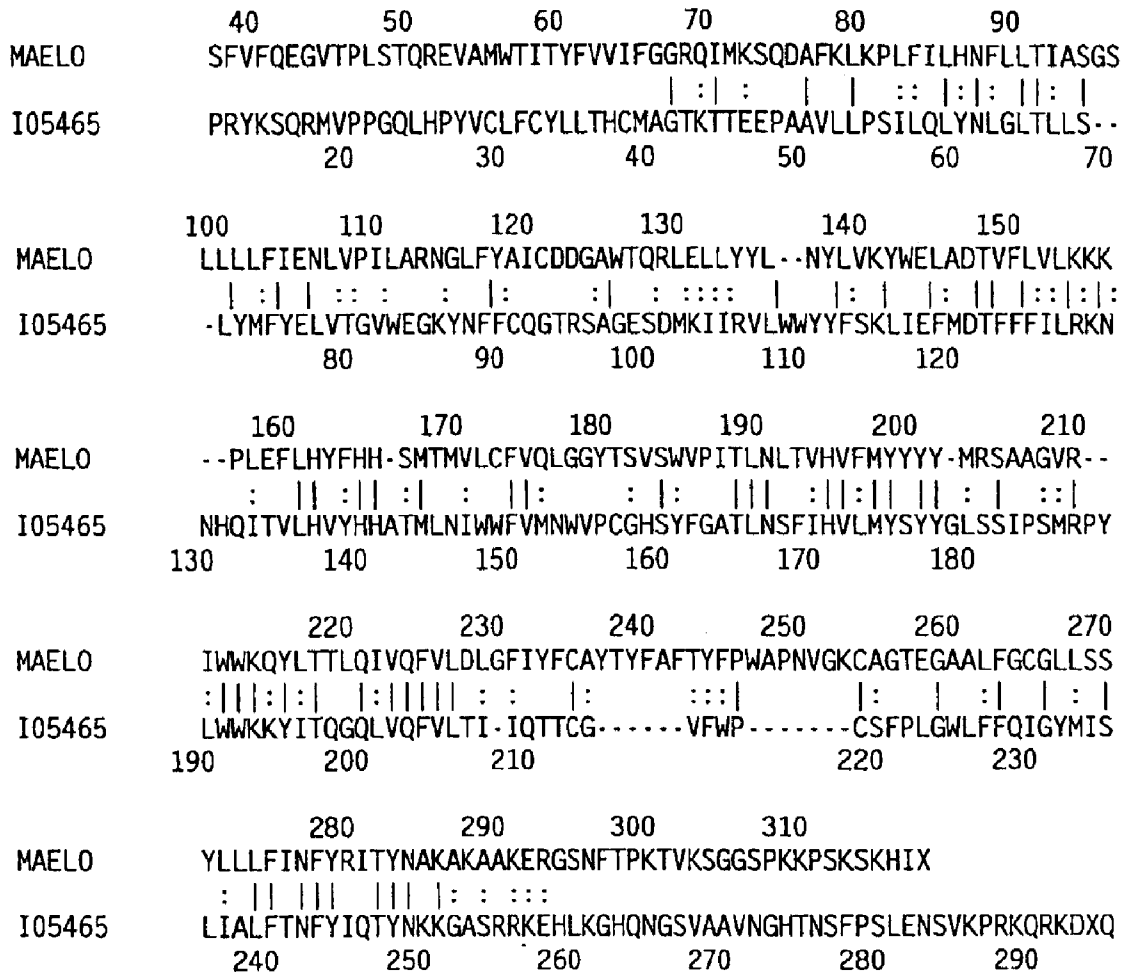 40 50 60 70 80 90
MAELO SFVFQEGVTPLSTQREVAMWTITYFVVIFGGRQIMKSQDAFKLKPLFILHNFLLTIASGS
| :| : | | :: |:|: ||: |
I05465 PRYKSQRMVPPGQLHPYVCLFCYLLTHCMAGTKTTEEPAAVLLPSILQLYNLGLTLLS--
20 30 40 50 60 70
100 110 120 130 140 150
MAELO LLLLFIENLVPILARNGLFYAICDDGAWTQRLELLYYL--NYLVKYWELADTVFLVLKKK
| :| | :: : : |: :| : :::: | |: | |: || |::|:|:
I05465 -LYMFYELVTGVWEGKYNFFCQGTRSAGESDMKIIRVLWWYYFSKLIEFMDTFFFILRKN
80 90 100 110 120
160 170 180 190 200 210
MAELO --PLEFLHYFHH-SMTMVLCFVQLGGYTSVSWVPITLNLTVHVFMYYYY-MRSAAGVR--
: || :|| :| : ||: : |: ||| :||:|| || : | ::|
I05465 NHQITVLHVYHHATMLNIWWFVMNWVPCGHSYFGATLNSFIHVLMYSYYGLSSIPSMRPY
130 140 150 160 170 180
220 230 240 250 260 270
MAELO IWWKQYLTTLQIVQFVLDLGFIYFCAYTYFAFTYFPWAPNVGKCAGTEGAALFGCGLLSS
:|||:|:| |:||||| : : |: :::| |: | :| | : |
I05465 LWWKKYITQGQLVQFVLTI-IQTTCG------VFWP-------CSFPLGWLFFQIGYMIS
190 200 210 220 230
280 290 300 310
MAELO YLLLFINFYRITYNAKAKAAKERGSNFTPKTVKSGGSPKKPSKSKHIX
: || ||| ||| |: : :::
I05465 LIALFTNFYIQTYNKKGASRRKEHLKGHQNGSVAAVNGHTNSFPSLENSVKPRKQRKDXQ
240 250 260 270 280 290